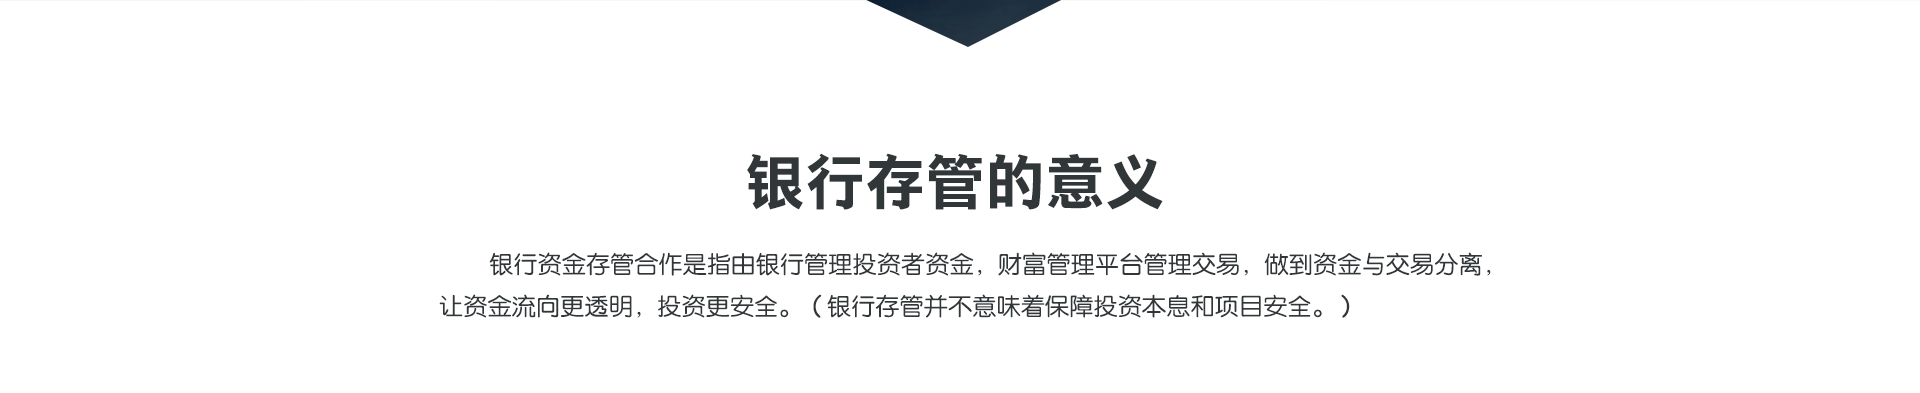 银行存管的意义
银行资金存管合作是指由银行管理投资者资金，财富管理平台管理交易，做到资金与交易分离，
让资金流向更透明，投资更安全。（银行存管并不意味着保障投资本息和项目安全。）